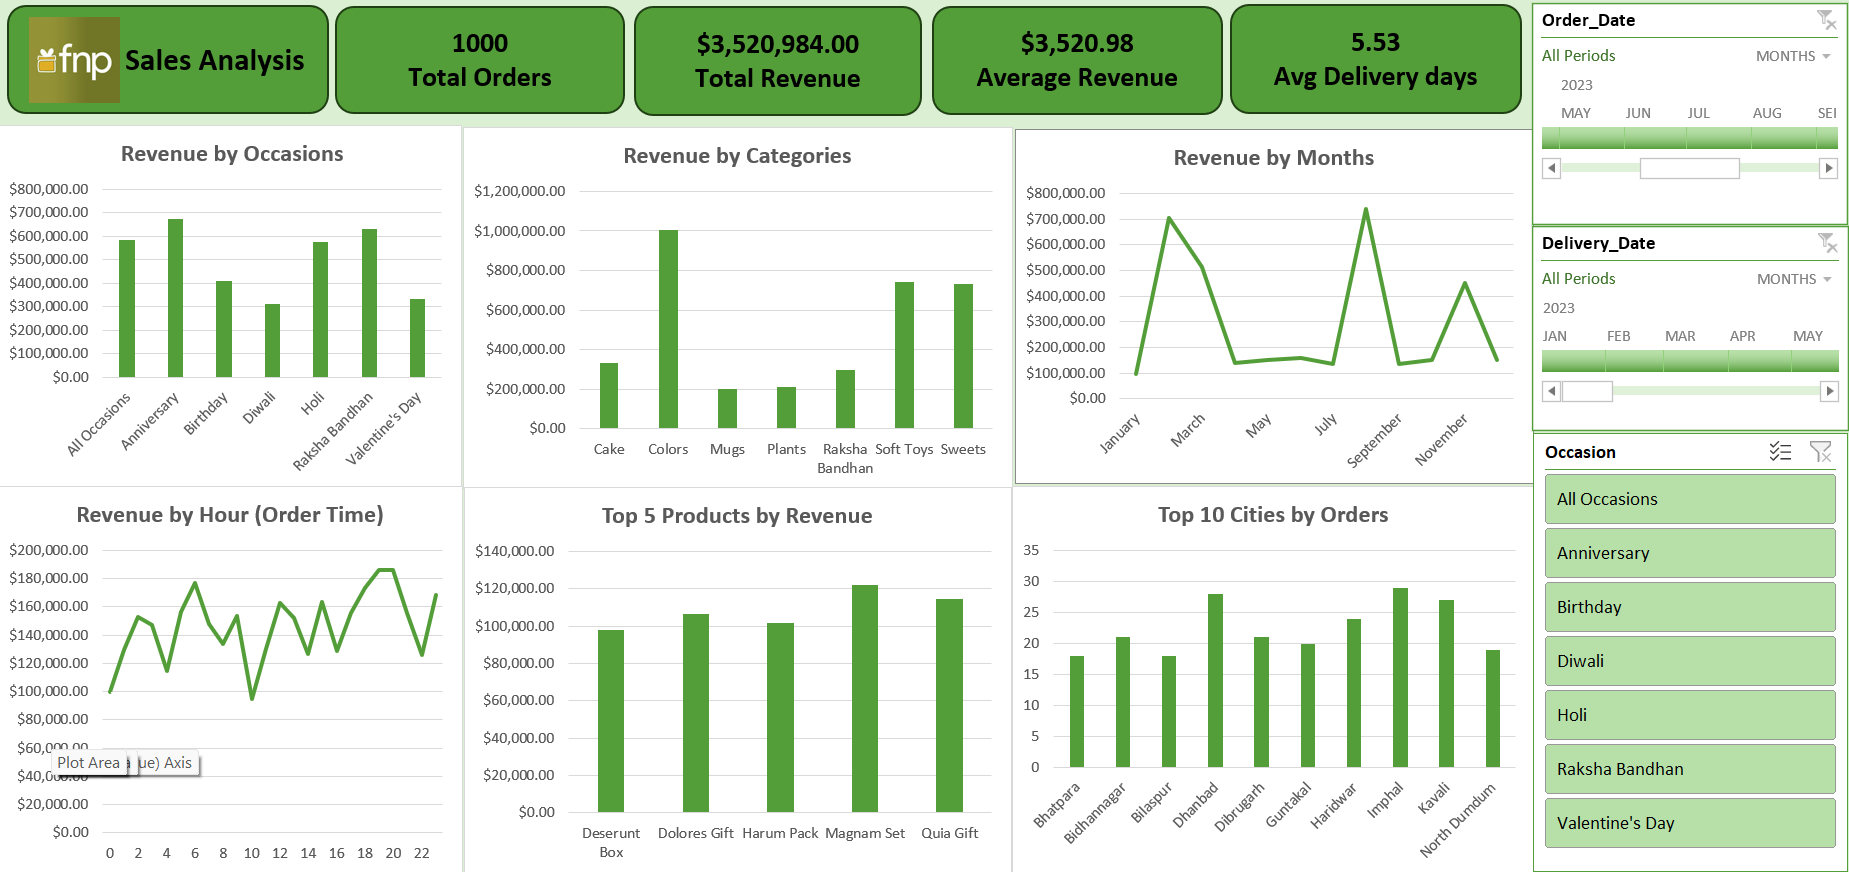 fnp
Sales Analysis
1000
Total Orders
$3,520,984.00
Total Revenue
$3,520.98
Average Revenue
5.53
Avg Delivery days
Order_Date
All Periods
MONTHS
2023
MAY JUN JUL AUG SEI
Delivery_Date
All Periods
MONTHS
2023
JAN FEB MAR APR MAY
Occasion
All Occasions
Anniversary
Birthday
Diwali
Holi
Raksha Bandhan
Valentine's Day
Revenue by Occasions
$800,000.00
$700,000.00
$600,000.00
$500,000.00
$400,000.00
$300,000.00
$200,000.00
$100,000.00
$0.00
All Occasions
Anniversary
Birthday
Diwali
Holi
Raksha Bandhan
Valentine's Day
Revenue by Categories
$1,200,000.00
$1,000,000.00
$800,000.00
$600,000.00
$400,000.00
$200,000.00
$0.00
Cake Colors Mugs Plants Raksha Soft Toys Sweets
Bandhan
Revenue by Months
$800,000.00
$700,000.00
$600,000.00
$500,000.00
$400,000.00
$300,000.00
$200,000.00
$100,000.00
$0.00
January
March
May
July
September
November
Revenue by Hour (Order Time)
$200,000.00
$180,000.00
$160,000.00
$140,000.00
$120,000.00
$100,000.00
$80,000.00
$60,000.00
Plot Area a ue) Axis
$40,000.00
$20,000.00
$0.00
0 2 4 6 8 10 12 14 16 18 20 22
Top 5 Products by Revenue
$140,000.00
$120,000.00
$100,000.00
$80,000.00
$60,000.00
$40,000.00
$20,000.00
$0.00
Deserunt Dolores Gift Harum Pack Magnam Set Quia Gift
Box
Top 10 Cities by Orders
35
30
25
20
15
10
5
0
Bhatpara
Bidhannagar
Bilaspur
Dhanbad
Dibrugarh
Guntakal
Haridwar
Imphal
Kavali
North Dumdum